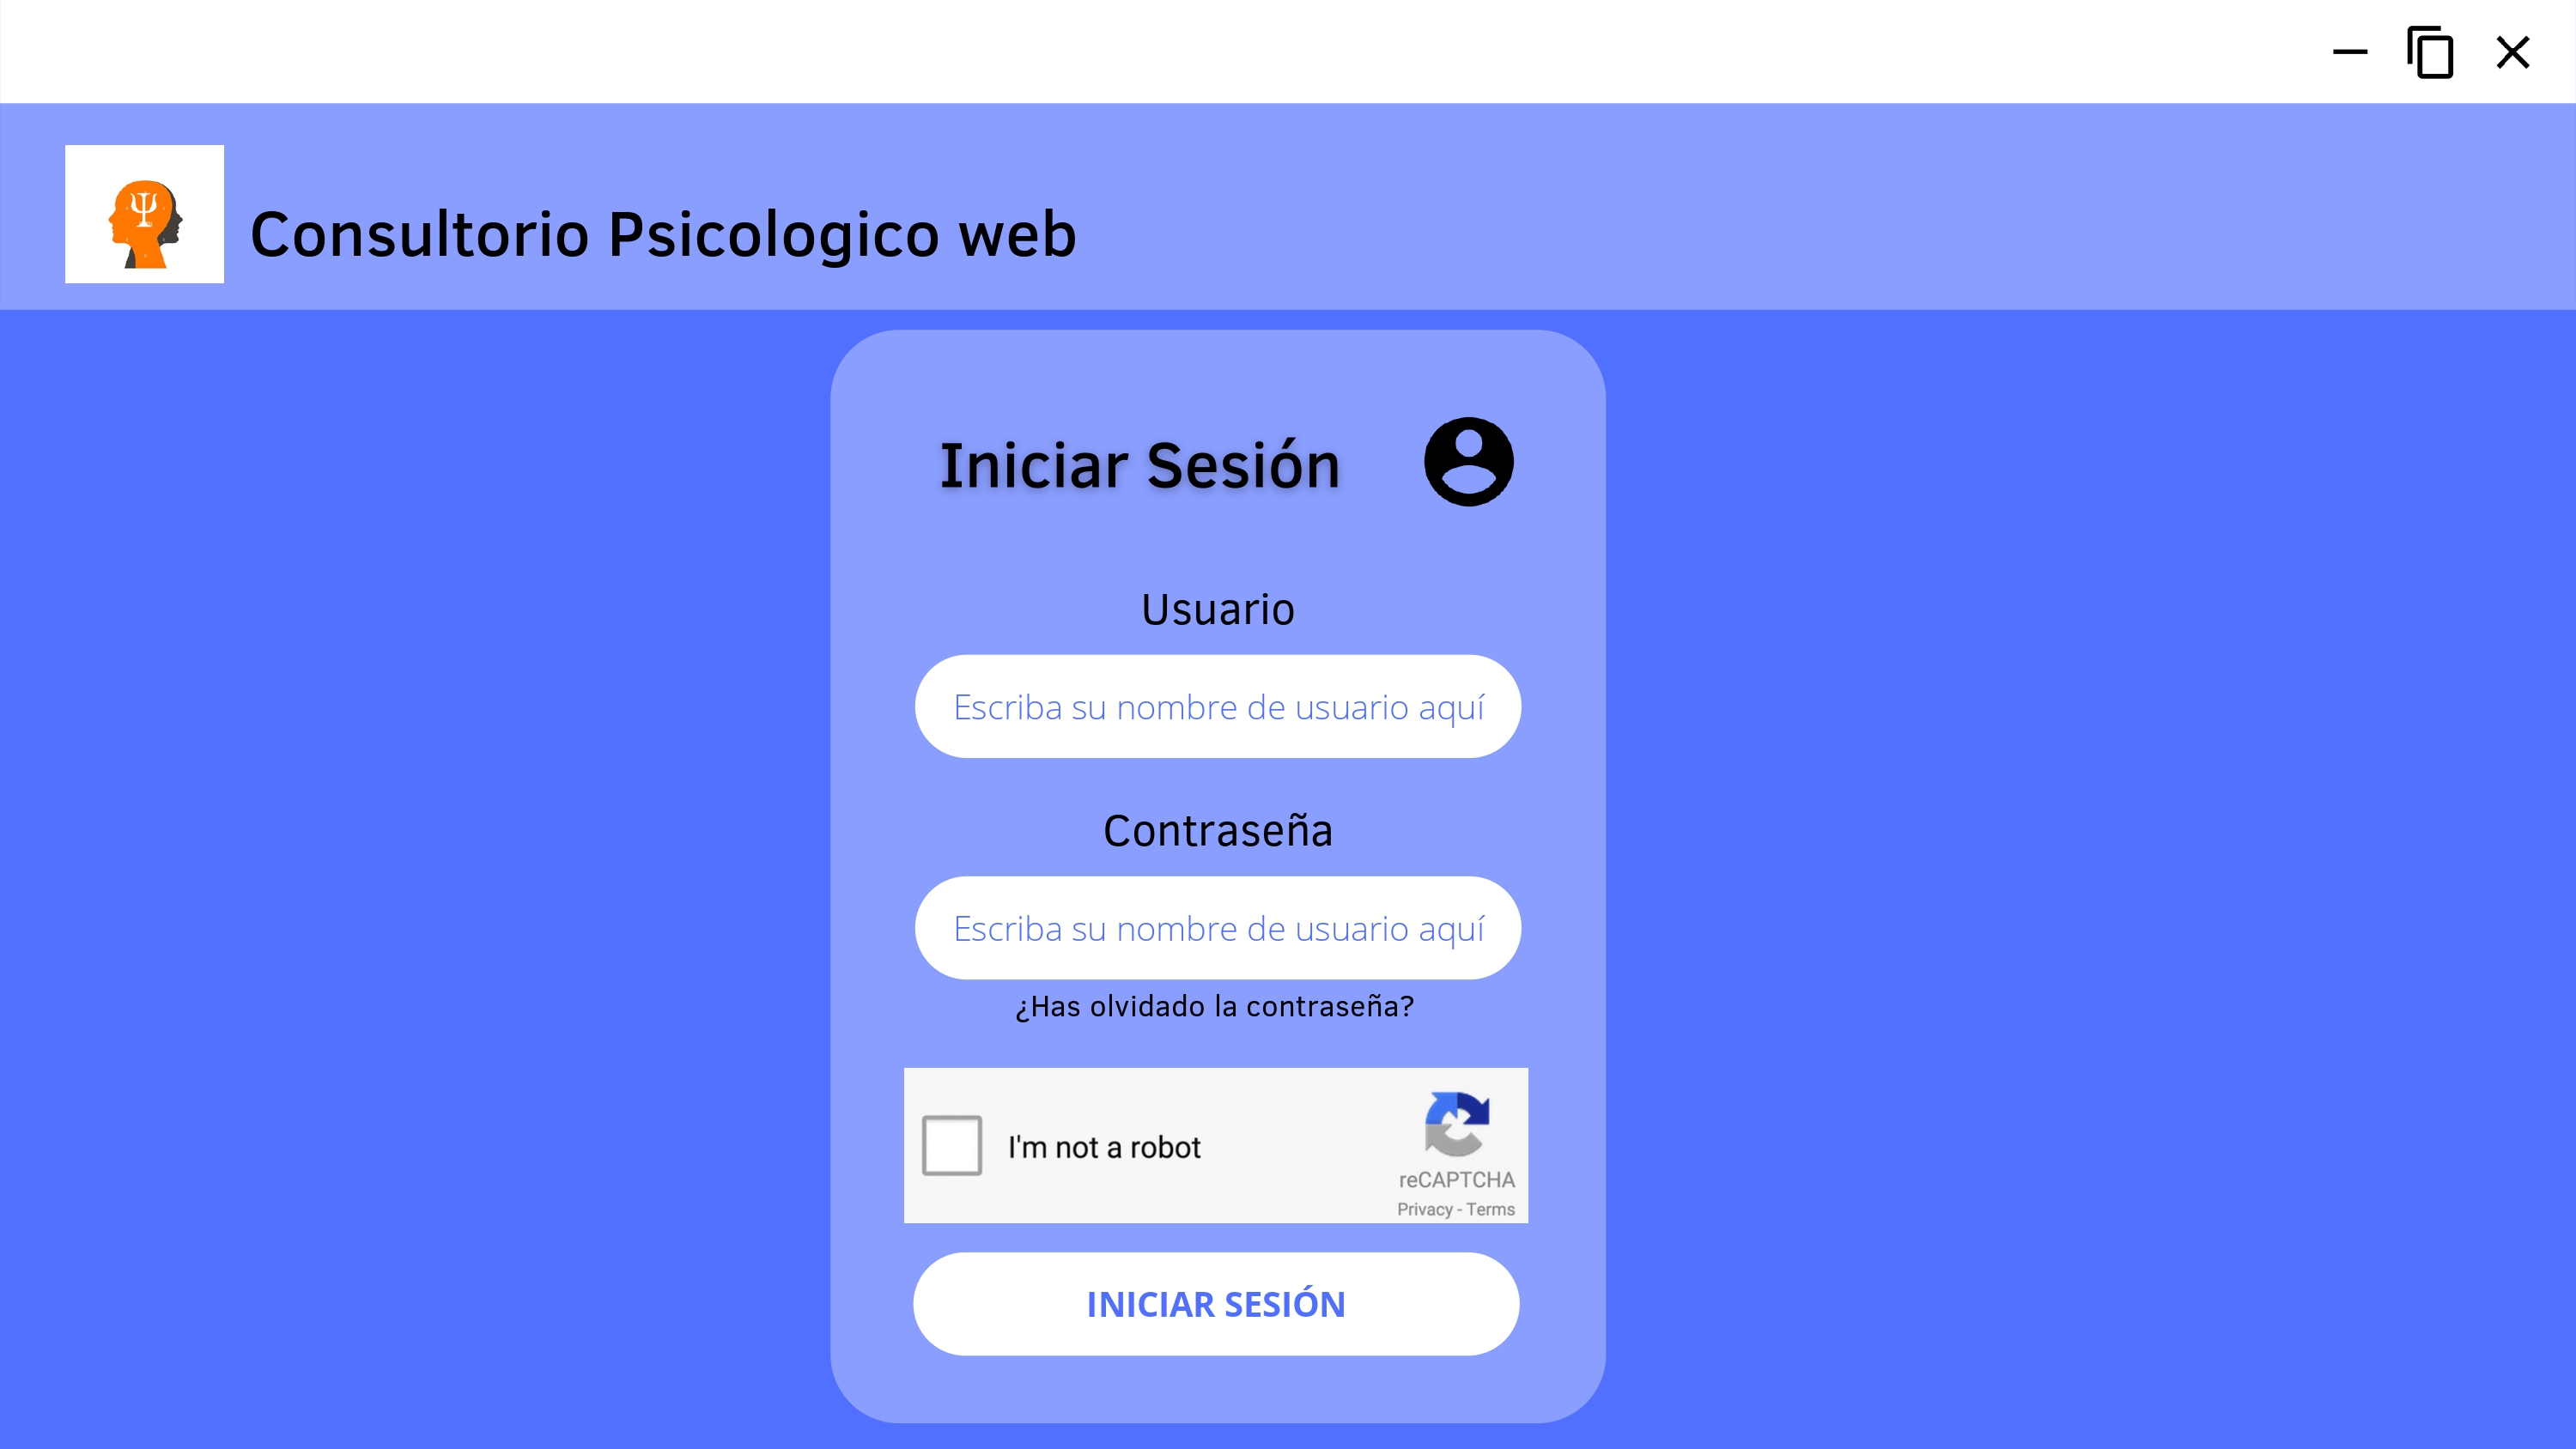 Ψ
Consultorio Psicologico web
Iniciar Sesión
Usuario
Escriba su nombre de usuario aquí
Contraseña
Escriba su nombre de usuario aquí
¿Has olvidado la contraseña?
I'm not a robot
reCAPTCHA
Privacy - Terms
INICIAR SESIÓN